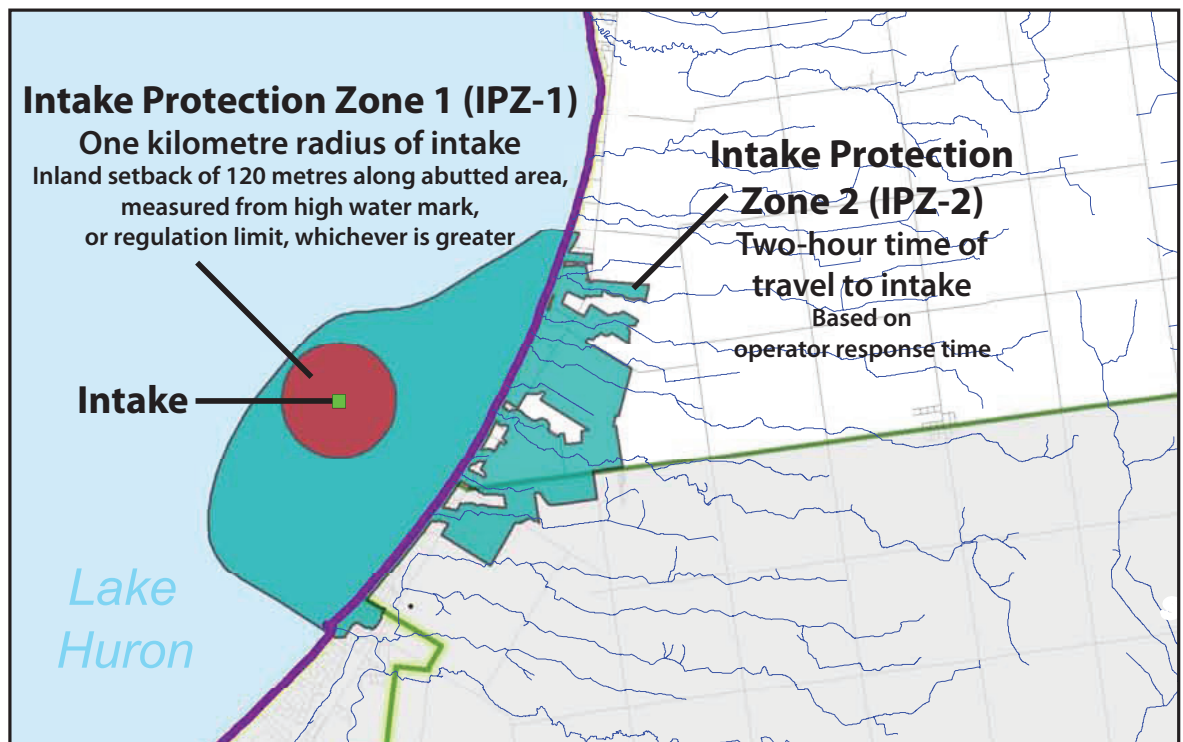 Intake Protection Zone 1 (IPZ-1)
One kilometre radius of intake
Inland setback of 120 metres along abutted area,
measured from high water mark,
or regulation limit, whichever is greater
Intake Protection
Zone 2 (IPZ-2)
Two-hour time of
travel to intake
Based on
operator response time
Intake
Lake
Huron